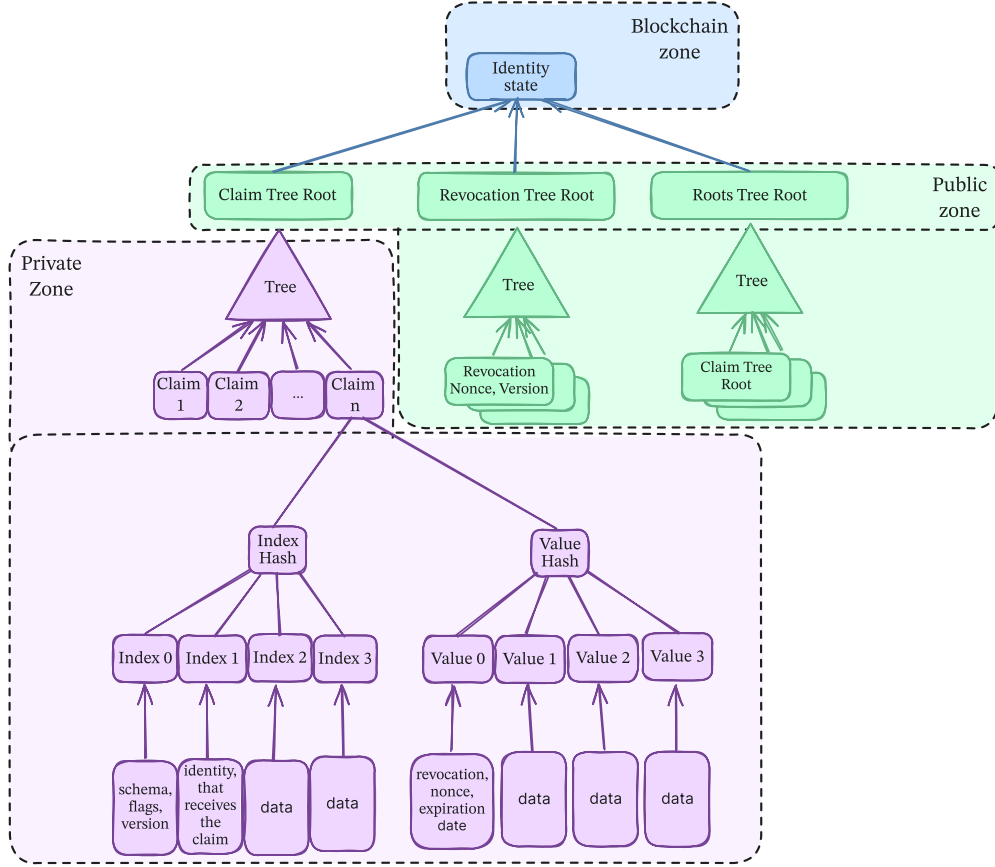 Blockchain
zone
Identity
state
Claim Tree Root
Revocation Tree Root
Roots Tree Root
Public
zone
Private
Zone
Tree
Tree
Tree
Claim
1
Claim
2
...
Claim
n
Revocation
Nonce, Version
Claim Tree
Root
Index
Hash
Value
Hash
Index 0
Index 1
Index 2
Index 3
Value 0
Value 1
Value 2
Value 3
schema,
flags,
version
identity,
that
receives
the
claim
data
data
revocation,
nonce,
expiration
date
data
data
data